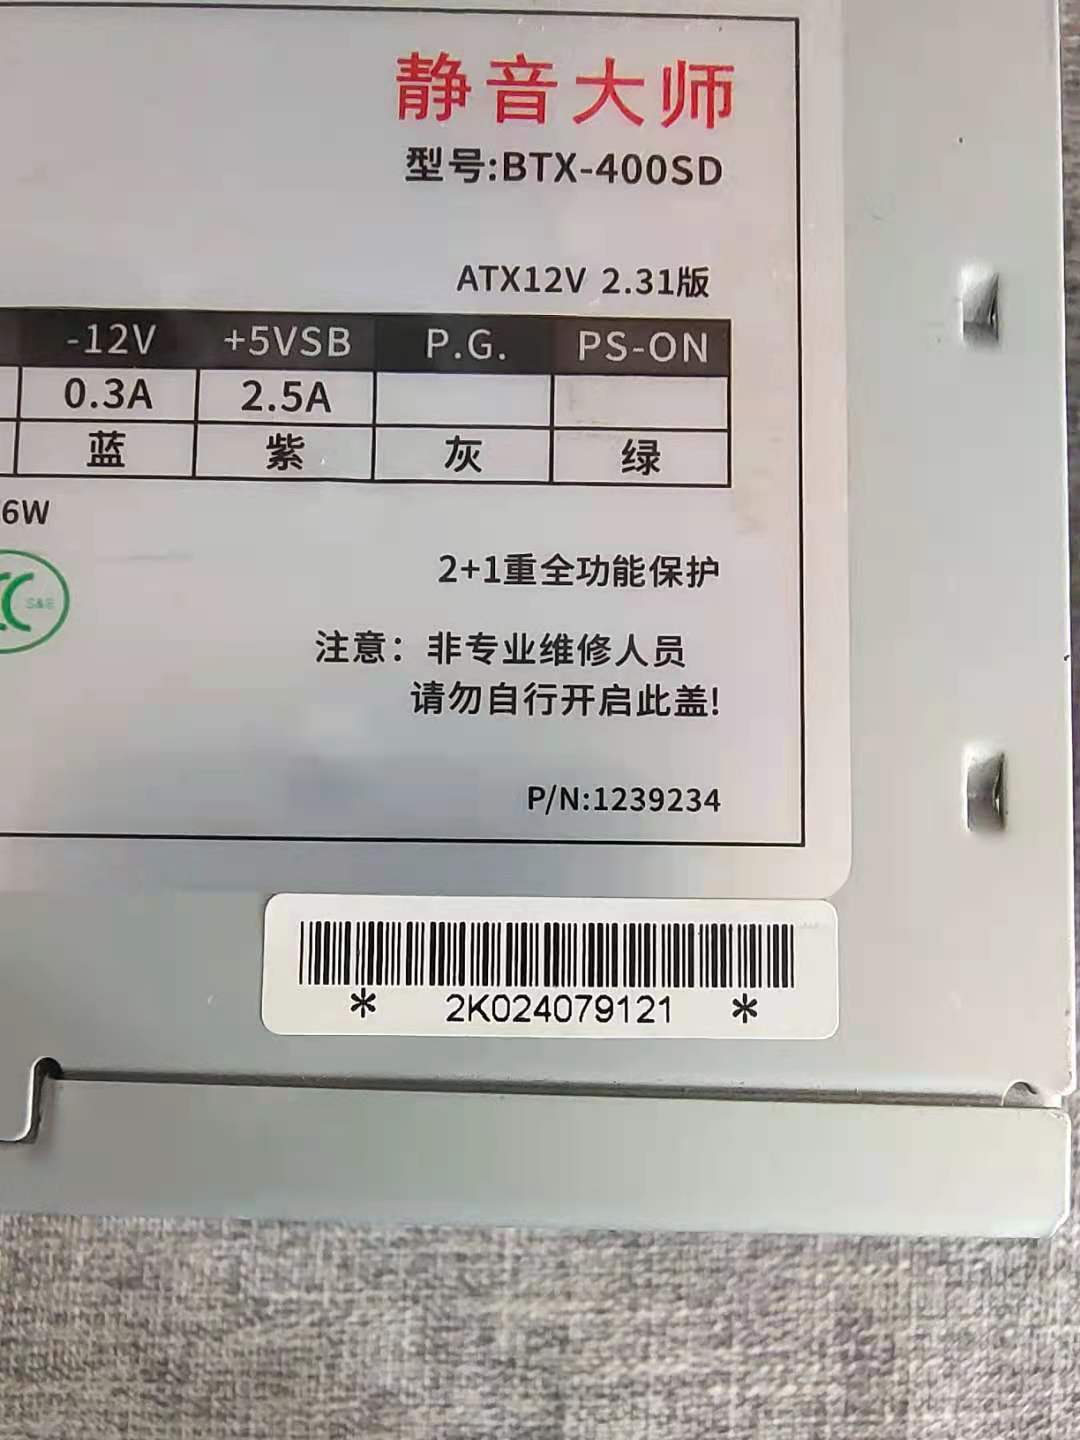 静音大师
型号:BTX-400SD
ATX12V 2.31版
-12V +5VSB P.G. PS-ON
0.3A 2.5A
蓝 紫 灰 绿
6W
S&E
2+1重全功能保护
注意：非专业维修人员
请勿自行开启此盖!
P/N:1239234
* 2K024079121 *